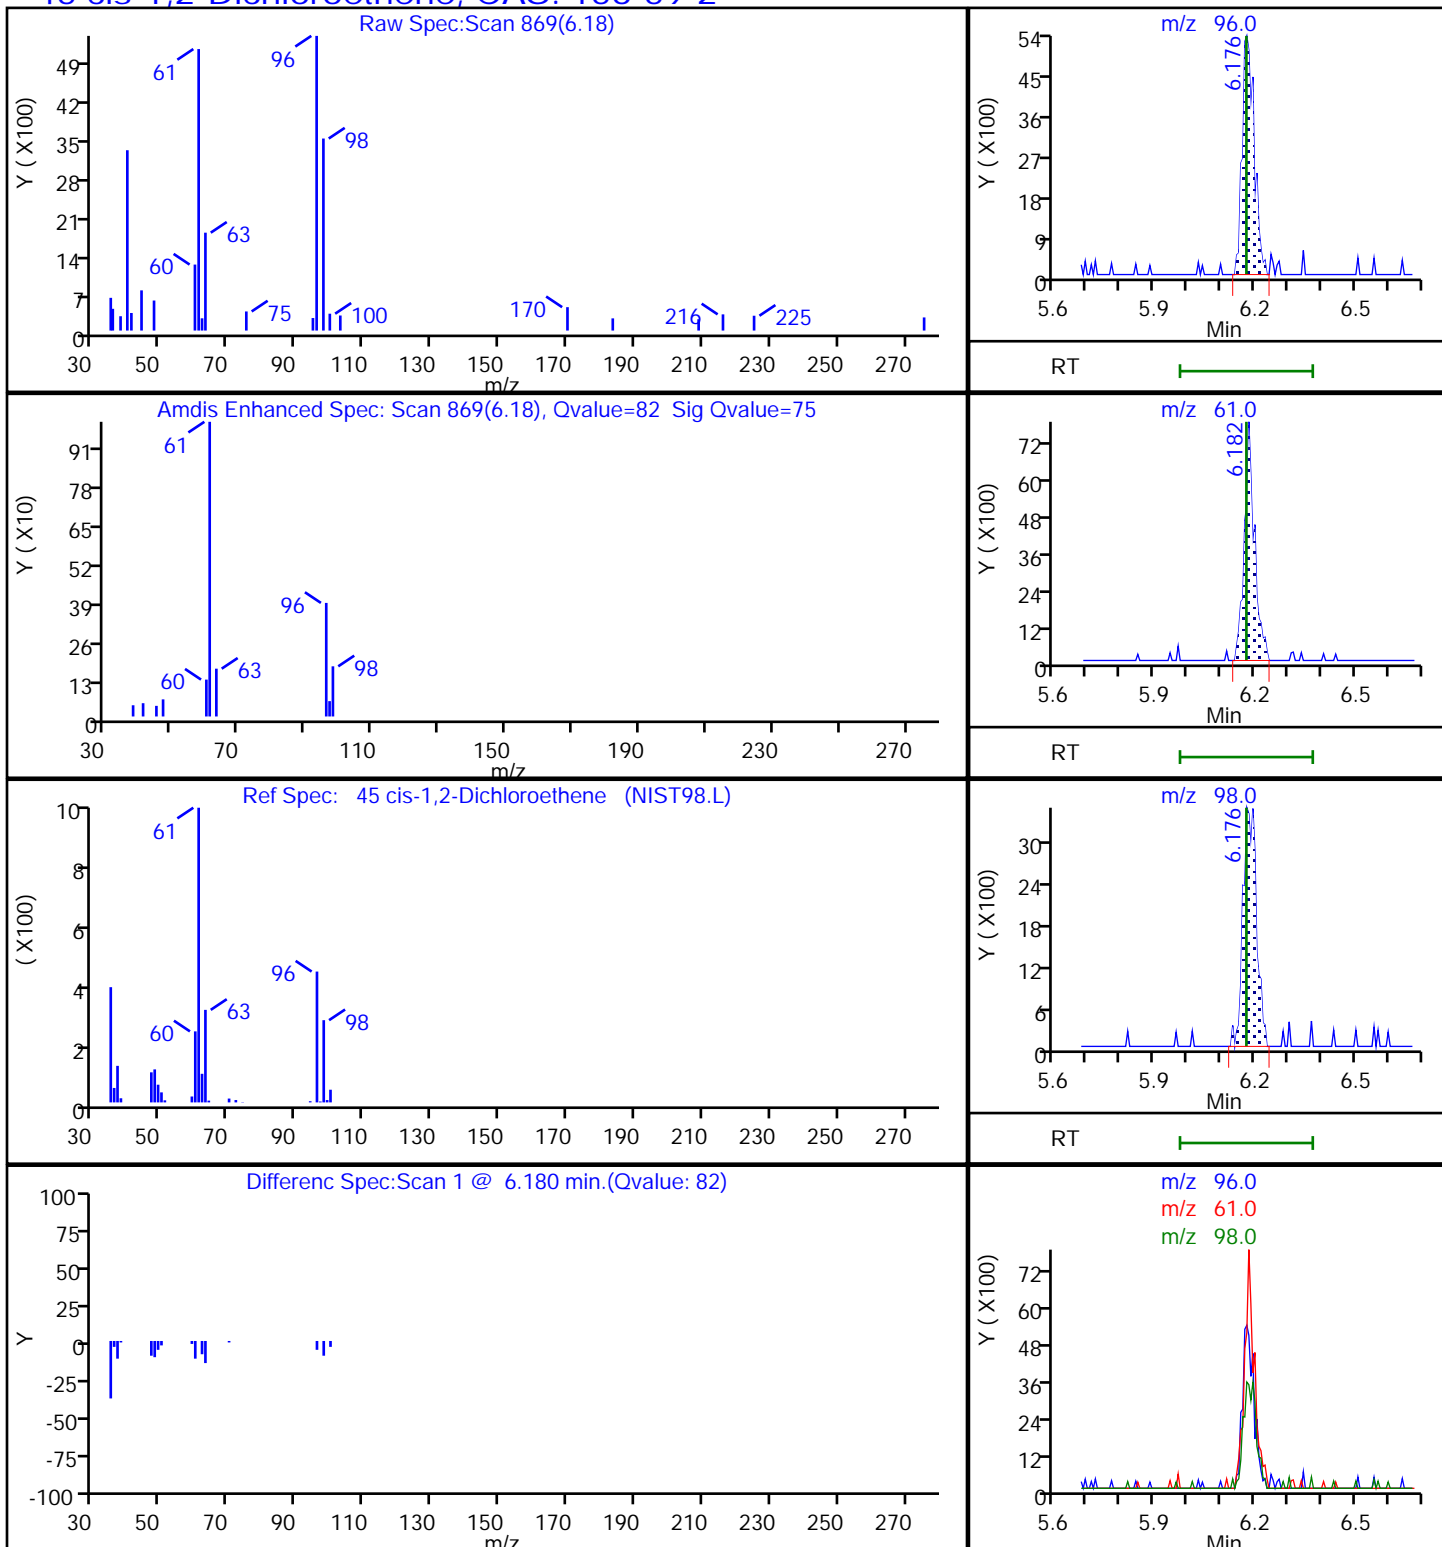 Raw Spec:Scan 869(6.18)
Y ( X100)
49
42
35
28
21
14
7
0
61
96
98
63
60
75
100
170
216
225
30 50 70 90 110 130 150 170 190 210 230 250 270
m/z
m/z 96.0
Y ( X100)
54
45
36
27
18
9
0
6.176
5.6 5.9 6.2 6.5
Min
RT
Amdis Enhanced Spec: Scan 869(6.18), Qvalue=82 Sig Qvalue=75
Y ( X10)
91
78
65
52
39
26
13
0
61
96
60
63
98
30 70 110 150 190 230 270
m/z
m/z 61.0
Y ( X100)
72
60
48
36
24
12
0
6.182
5.6 5.9 6.2 6.5
Min
RT
Ref Spec: 45 cis-1,2-Dichloroethene (NIST98.L)
( X100)
10
8
6
4
2
0
61
96
63
60
98
30 50 70 90 110 130 150 170 190 210 230 250 270
m/z 98.0
Y ( X100)
30
24
18
12
6
0
6.176
5.6 5.9 6.2 6.5
Min
RT
Differenc Spec:Scan 1 @ 6.180 min.(Qvalue: 82)
Y
100
75
50
25
0
-25
-50
-75
-100
30 50 70 90 110 130 150 170 190 210 230 250 270
m/z
m/z 96.0
m/z 61.0
m/z 98.0
Y ( X100)
72
60
48
36
24
12
0
5.6 5.9 6.2 6.5
Min